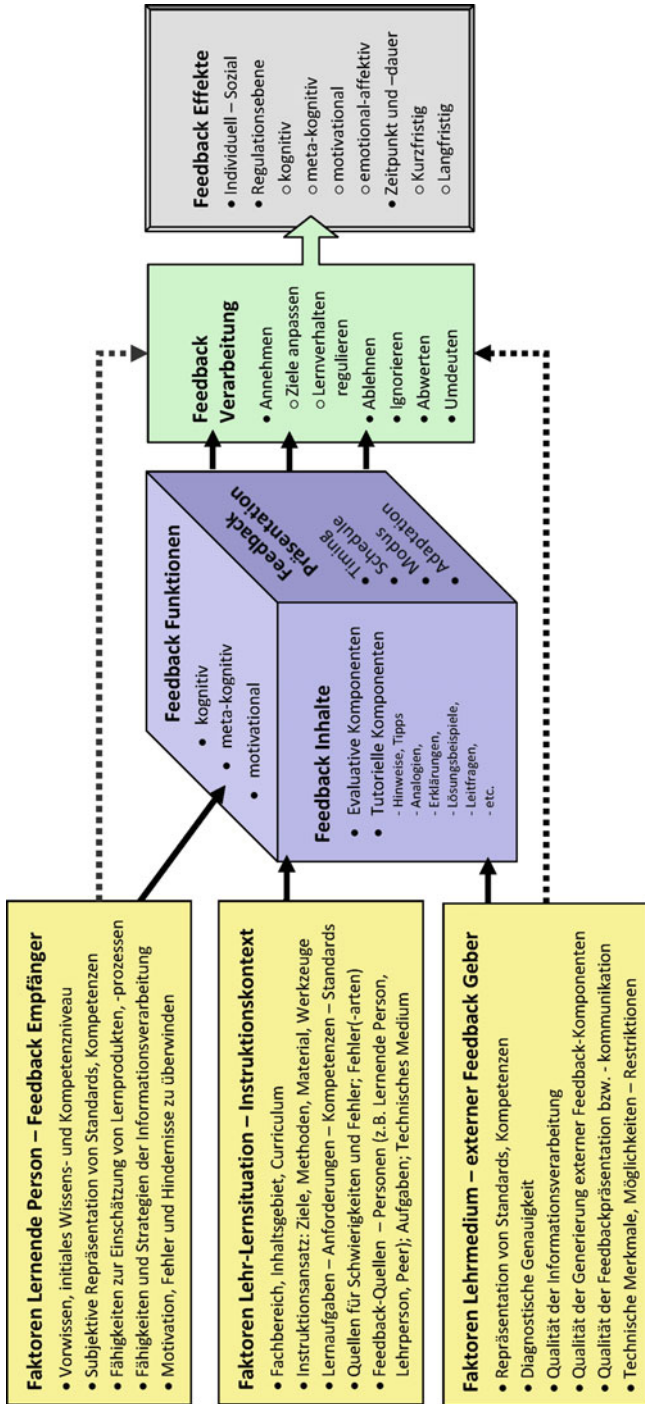 Faktoren Lernende Person – Feedback Empfänger
• Vorwissen, initiales Wissens- und Kompetenzniveau
• Subjektive Repräsentation von Standards, Kompetenzen
• Fähigkeiten zur Einschätzung von Lernprodukten, -prozessen
• Fähigkeiten und Strategien der Informationsverarbeitung
• Motivation, Fehler und Hindernisse zu überwinden
Faktoren Lehr-Lernsituation – Instruktionskontext
• Fachbereich, Inhaltsgebiet, Curriculum
• Instruktionsansatz: Ziele, Methoden, Material, Werkzeuge
• Lernaufgaben – Anforderungen – Kompetenzen – Standards
• Quellen für Schwierigkeiten und Fehler; Fehler(-arten)
• Feedback-Quellen – Personen (z.B. Lernende Person,
Lehrperson, Peer); Aufgaben; Technisches Medium
Faktoren Lehrmedium – externer Feedback Geber
• Repräsentation von Standards, Kompetenzen
• Diagnostische Genauigkeit
• Qualität der Informationsverarbeitung
• Qualität der Generierung externer Feedback-Komponenten
• Qualität der Feedbackpräsentation bzw. - kommunikation
• Technische Merkmale, Möglichkeiten – Restriktionen
Feedback Funktionen
• kognitiv
• meta-kognitiv
• motivational
Feedback Inhalte
• Evaluative Komponenten
• Tutorielle Komponenten
- Hinweise, Tipps
- Analogien,
- Erklärungen,
- Lösungsbeispiele,
- Leitfragen,
- etc.
Feedback
Präsentation
• Timing
• Schedule
• Modus
• Adaptation
Feedback
Verarbeitung
• Annehmen
○ Ziele anpassen
○ Lernverhalten
regulieren
• Ablehnen
• Ignorieren
• Abwerten
• Umdeuten
Feedback Effekte
• Individuell – Sozial
• Regulationsebene
○ kognitiv
○ meta-kognitiv
○ motivational
○ emotional-affektiv
• Zeitpunkt und –dauer
○ Kurzfristig
○ Langfristig